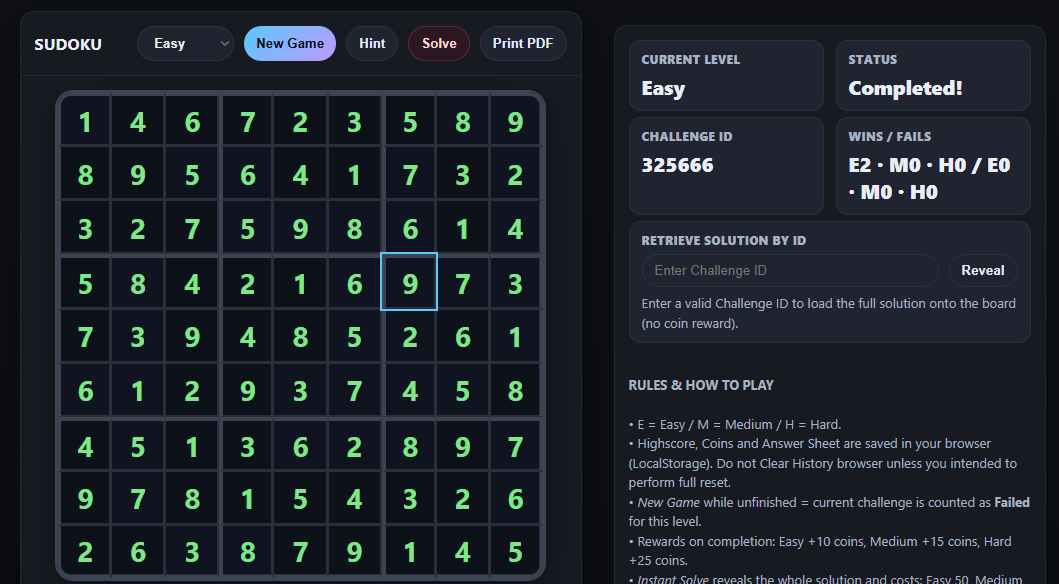 SUDOKU Easy New Game Hint Solve Print PDF
1 4 6 7 2 3 5 8 9
8 9 5 6 4 1 7 3 2
3 2 7 5 9 8 6 1 4
5 8 4 2 1 6 9 7 3
7 3 9 4 8 5 2 6 1
6 1 2 9 3 7 4 5 8
4 5 1 3 6 2 8 9 7
9 7 8 1 5 4 3 2 6
2 6 3 8 7 9 1 4 5
CURRENT LEVEL
Easy
STATUS
Completed!
CHALLENGE ID
325666
WINS / FAILS
E2 · M0 · H0 / E0
· M0 · H0
RETRIEVE SOLUTION BY ID
Enter Challenge ID Reveal
Enter a valid Challenge ID to load the full solution onto the board
(no coin reward).
RULES & HOW TO PLAY
• E = Easy / M = Medium / H = Hard.
• Highscore, Coins and Answer Sheet are saved in your browser
(LocalStorage). Do not Clear History browser unless you intended to
perform full reset.
• New Game while unfinished = current challenge is counted as Failed
for this level.
• Rewards on completion: Easy +10 coins, Medium +15 coins, Hard
+25 coins.
• Instant Solve reveals the whole solution and costs: Easy 50, Medium